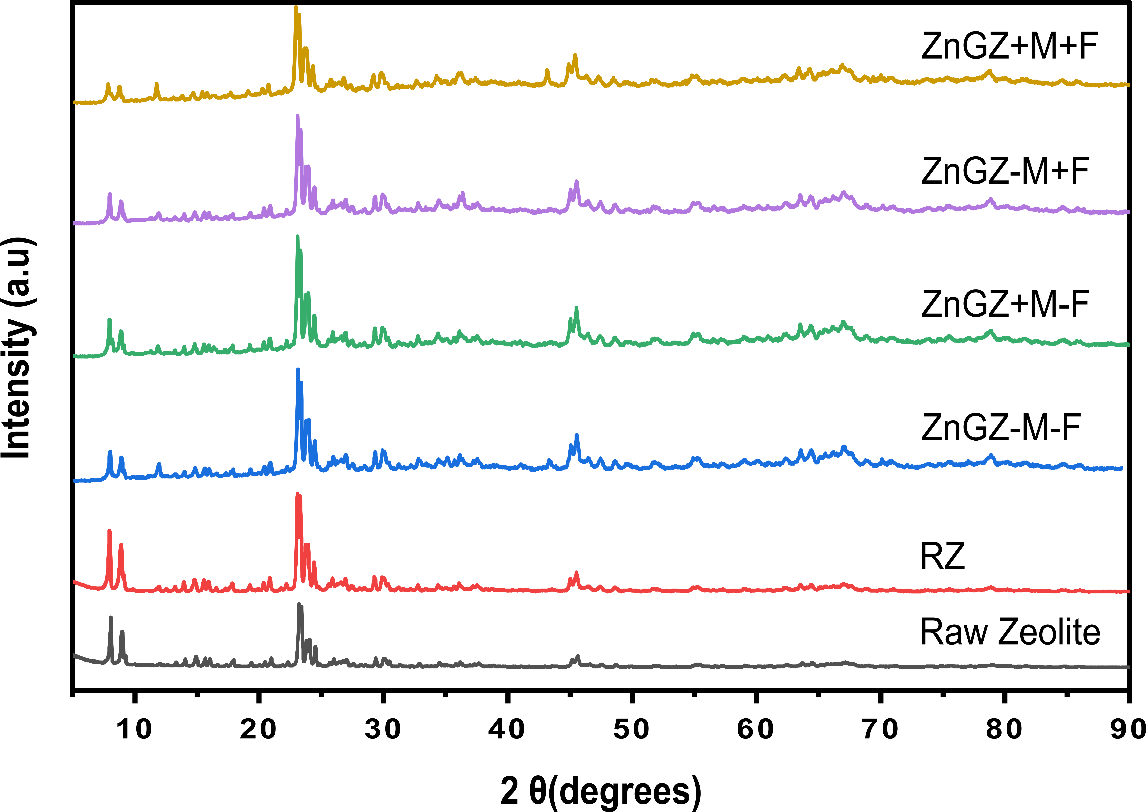 ZnGZ+M+F
ZnGZ-M+F
ZnGZ+M-F
ZnGZ-M-F
RZ
Raw Zeolite
Intensity (a.u)
10 20 30 40 50 60 70 80 90
2 θ(degrees)